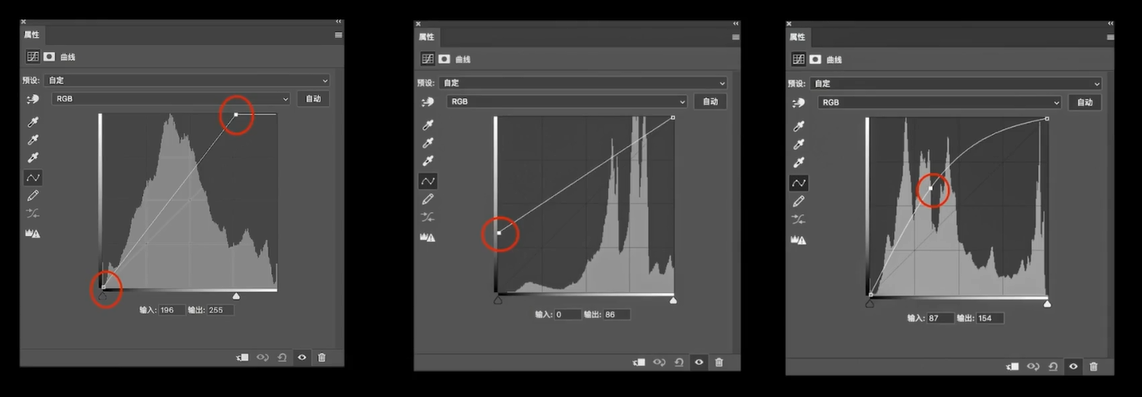 属性
曲线
预设: 自定
RGB 自动
输入: 196 输出: 255
属性
曲线
预设: 自定
RGB 自动
输入: 0 输出: 86
属性
曲线
预设: 自定
RGB 自动
输入: 87 输出: 154